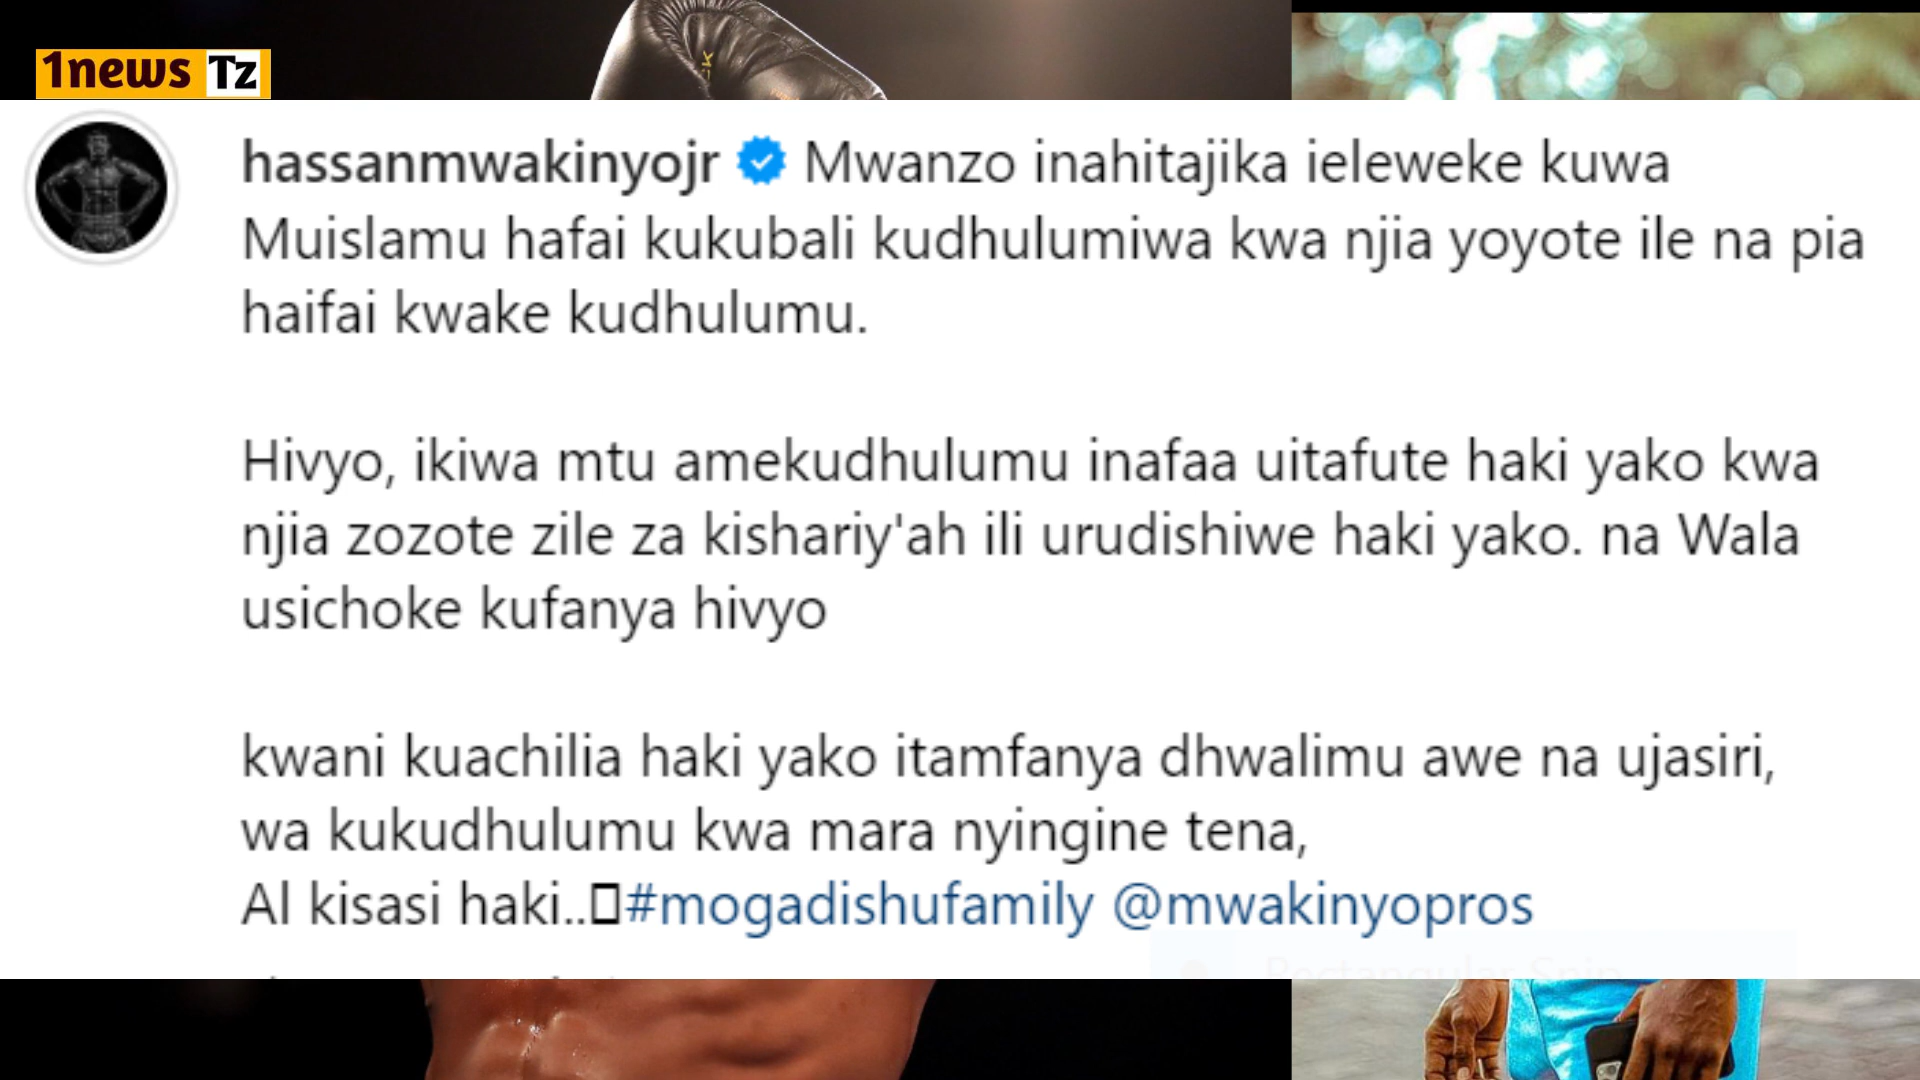 1news Tz
hassanmwakinyojr Mwanzo inahitajika ieleweke kuwa
Muislamu hafai kukubali kudhulumiwa kwa njia yoyote ile na pia
haifai kwake kudhulumu.
Hivyo, ikiwa mtu amekudhulumu inafaa uitafute haki yako kwa
njia zozote zile za kishariy'ah ili urudishiwe haki yako. na Wala
usichoke kufanya hivyo
kwani kuachilia haki yako itamfanya dhwalimu awe na ujasiri,
wa kukudhulumu kwa mara nyingine tena,
Al kisasi haki..#mogadishufamily @mwakinyopros
Rectangular Snip